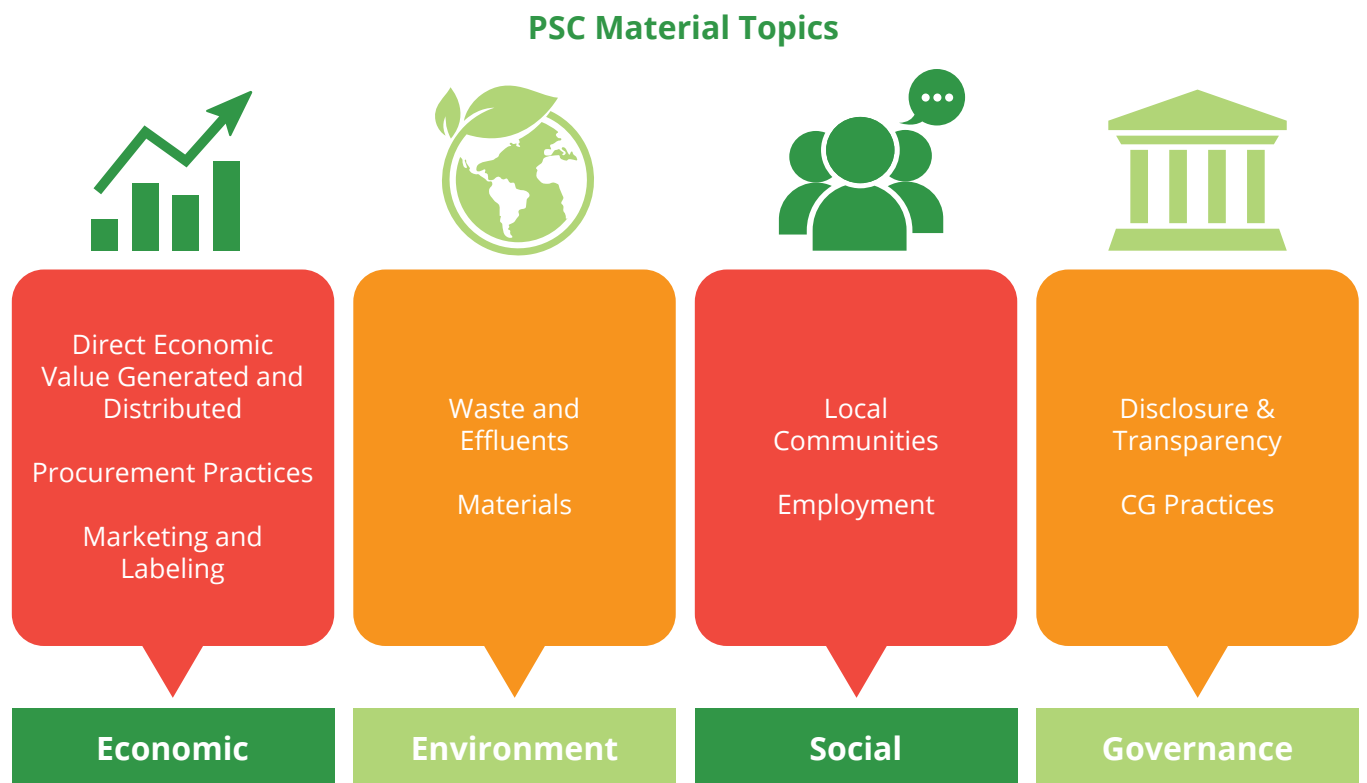 PSC Material Topics
Direct Economic
Value Generated and
Distributed
Procurement Practices
Marketing and
Labeling
Economic
Waste and
Effluents
Materials
Environment
Local
Communities
Employment
Social
Disclosure &
Transparency
CG Practices
Governance